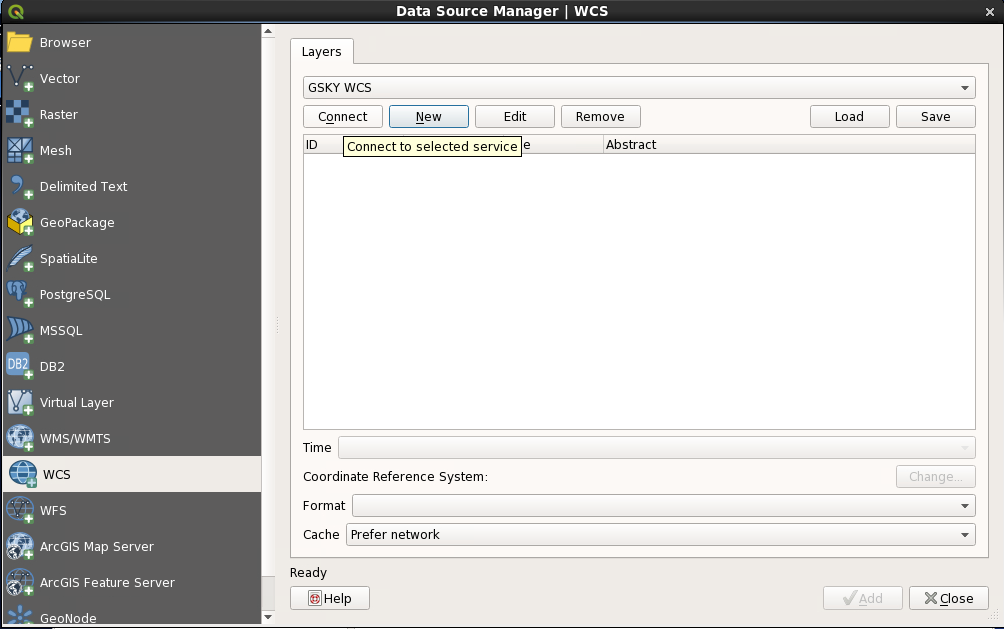 Data Source Manager | WCS
Browser
Vector
Raster
Mesh
Delimited Text
GeoPackage
SpatiaLite
PostgreSQL
MSSQL
DB2
DB2
Virtual Layer
WMS/WMTS
WCS
WFS
ArcGIS Map Server
ArcGIS Feature Server
GeoNode
Layers
GSKY WCS
Connect New Edit Remove Load Save
ID e Abstract
Connect to selected service
Time
Coordinate Reference System: Change...
Format
Cache Prefer network
Ready
Help Add Close